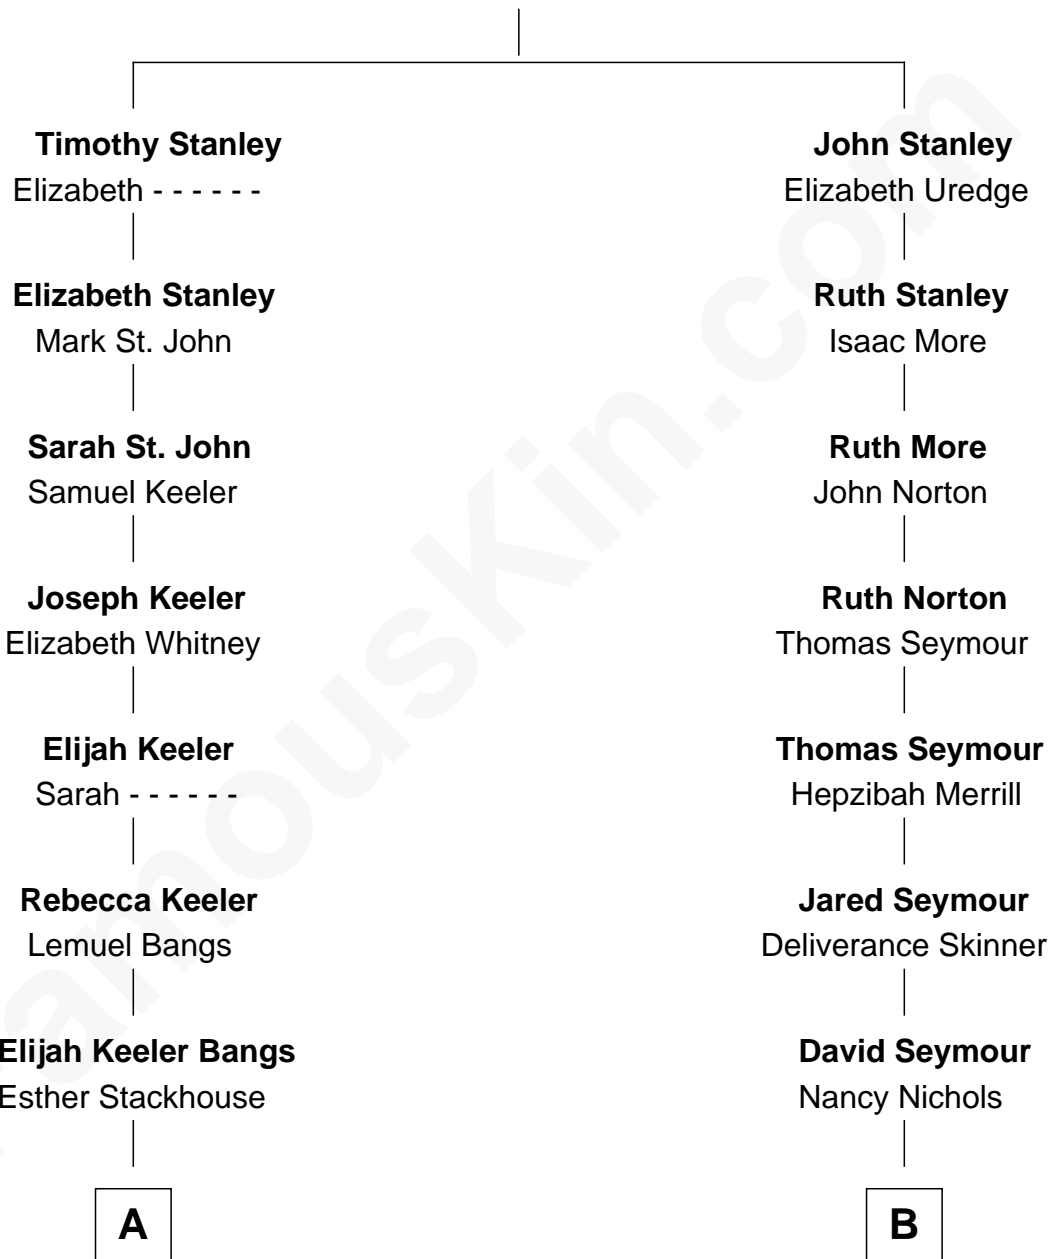 Timothy Stanley
Elizabeth - - - - - -
John Stanley
Elizabeth Uredge
Elizabeth Stanley
Mark St. John
Ruth Stanley
Isaac More
Sarah St. John
Samuel Keeler
Ruth More
John Norton
Joseph Keeler
Elizabeth Whitney
Ruth Norton
Thomas Seymour
Elijah Keeler
Sarah - - - - - -
Thomas Seymour
Hepzibah Merrill
Rebecca Keeler
Lemuel Bangs
Jared Seymour
Deliverance Skinner
Elijah Keeler Bangs
Esther Stackhouse
David Seymour
Nancy Nichols
A
B
FamousKin.com